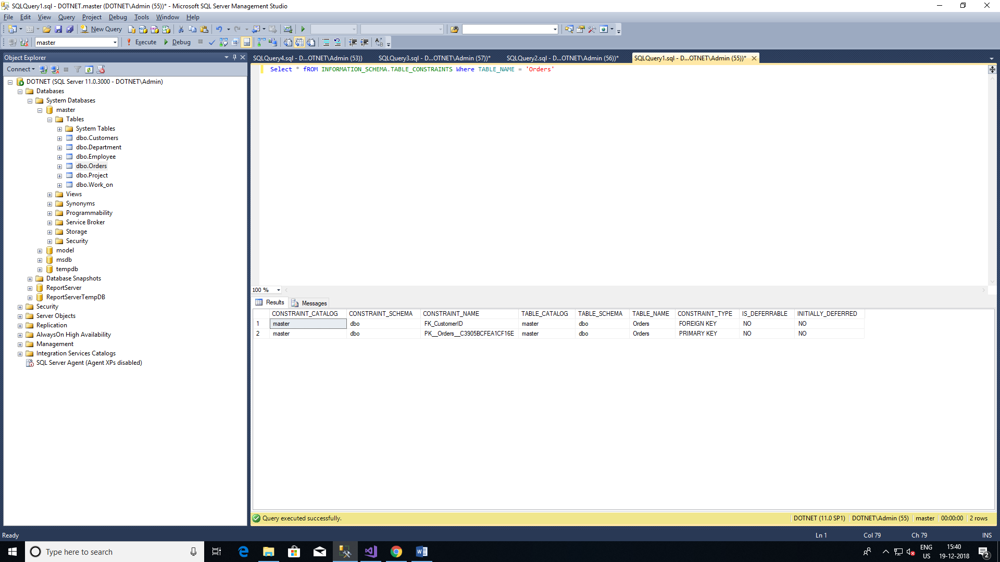 SQLQuery1.sql - DOTNET.master (DOTNET\Admin (55))* - Microsoft SQL Server Management Studio
File Edit View Query Project Debug Tools Window Help
New Query
master Execute Debug
Object Explorer
Connect
DOTNET (SQL Server 11.0.3000 - DOTNET\Admin)
Databases
System Databases
master
Tables
System Tables
dbo.Customers
dbo.Department
dbo.Employee
dbo.Orders
dbo.Project
dbo.Work_on
Views
Synonyms
Programmability
Service Broker
Storage
Security
model
msdb
tempdb
Database Snapshots
ReportServer
ReportServerTempDB
Security
Server Objects
Replication
AlwaysOn High Availability
Management
Integration Services Catalogs
SQL Server Agent (Agent XPs disabled)
SQLQuery4.sql - D...OTNET\Admin (53)) SQLQuery3.sql - D...OTNET\Admin (57))* SQLQuery2.sql - D...OTNET\Admin (56))* SQLQuery1.sql - D...OTNET\Admin (55))*
Select * fROM INFORMATION_SCHEMA.TABLE_CONSTRAINTS Where TABLE_NAME = 'Orders'
100 %
Results Messages
CONSTRAINT_CATALOG CONSTRAINT_SCHEMA CONSTRAINT_NAME TABLE_CATALOG TABLE_SCHEMA TABLE_NAME CONSTRAINT_TYPE IS_DEFERRABLE INITIALLY_DEFERRED
1 master dbo FK_CustomerID master dbo Orders FOREIGN KEY NO NO
2 master dbo PK__Orders__C3905BCFEA1CF16E master dbo Orders PRIMARY KEY NO NO
Query executed successfully. DOTNET (11.0 SP1) DOTNET\Admin (55) master 00:00:00 2 rows
Ready Ln 1 Col 79 Ch 79 INS
Type here to search
ENG
US
15:40
19-12-2018
2